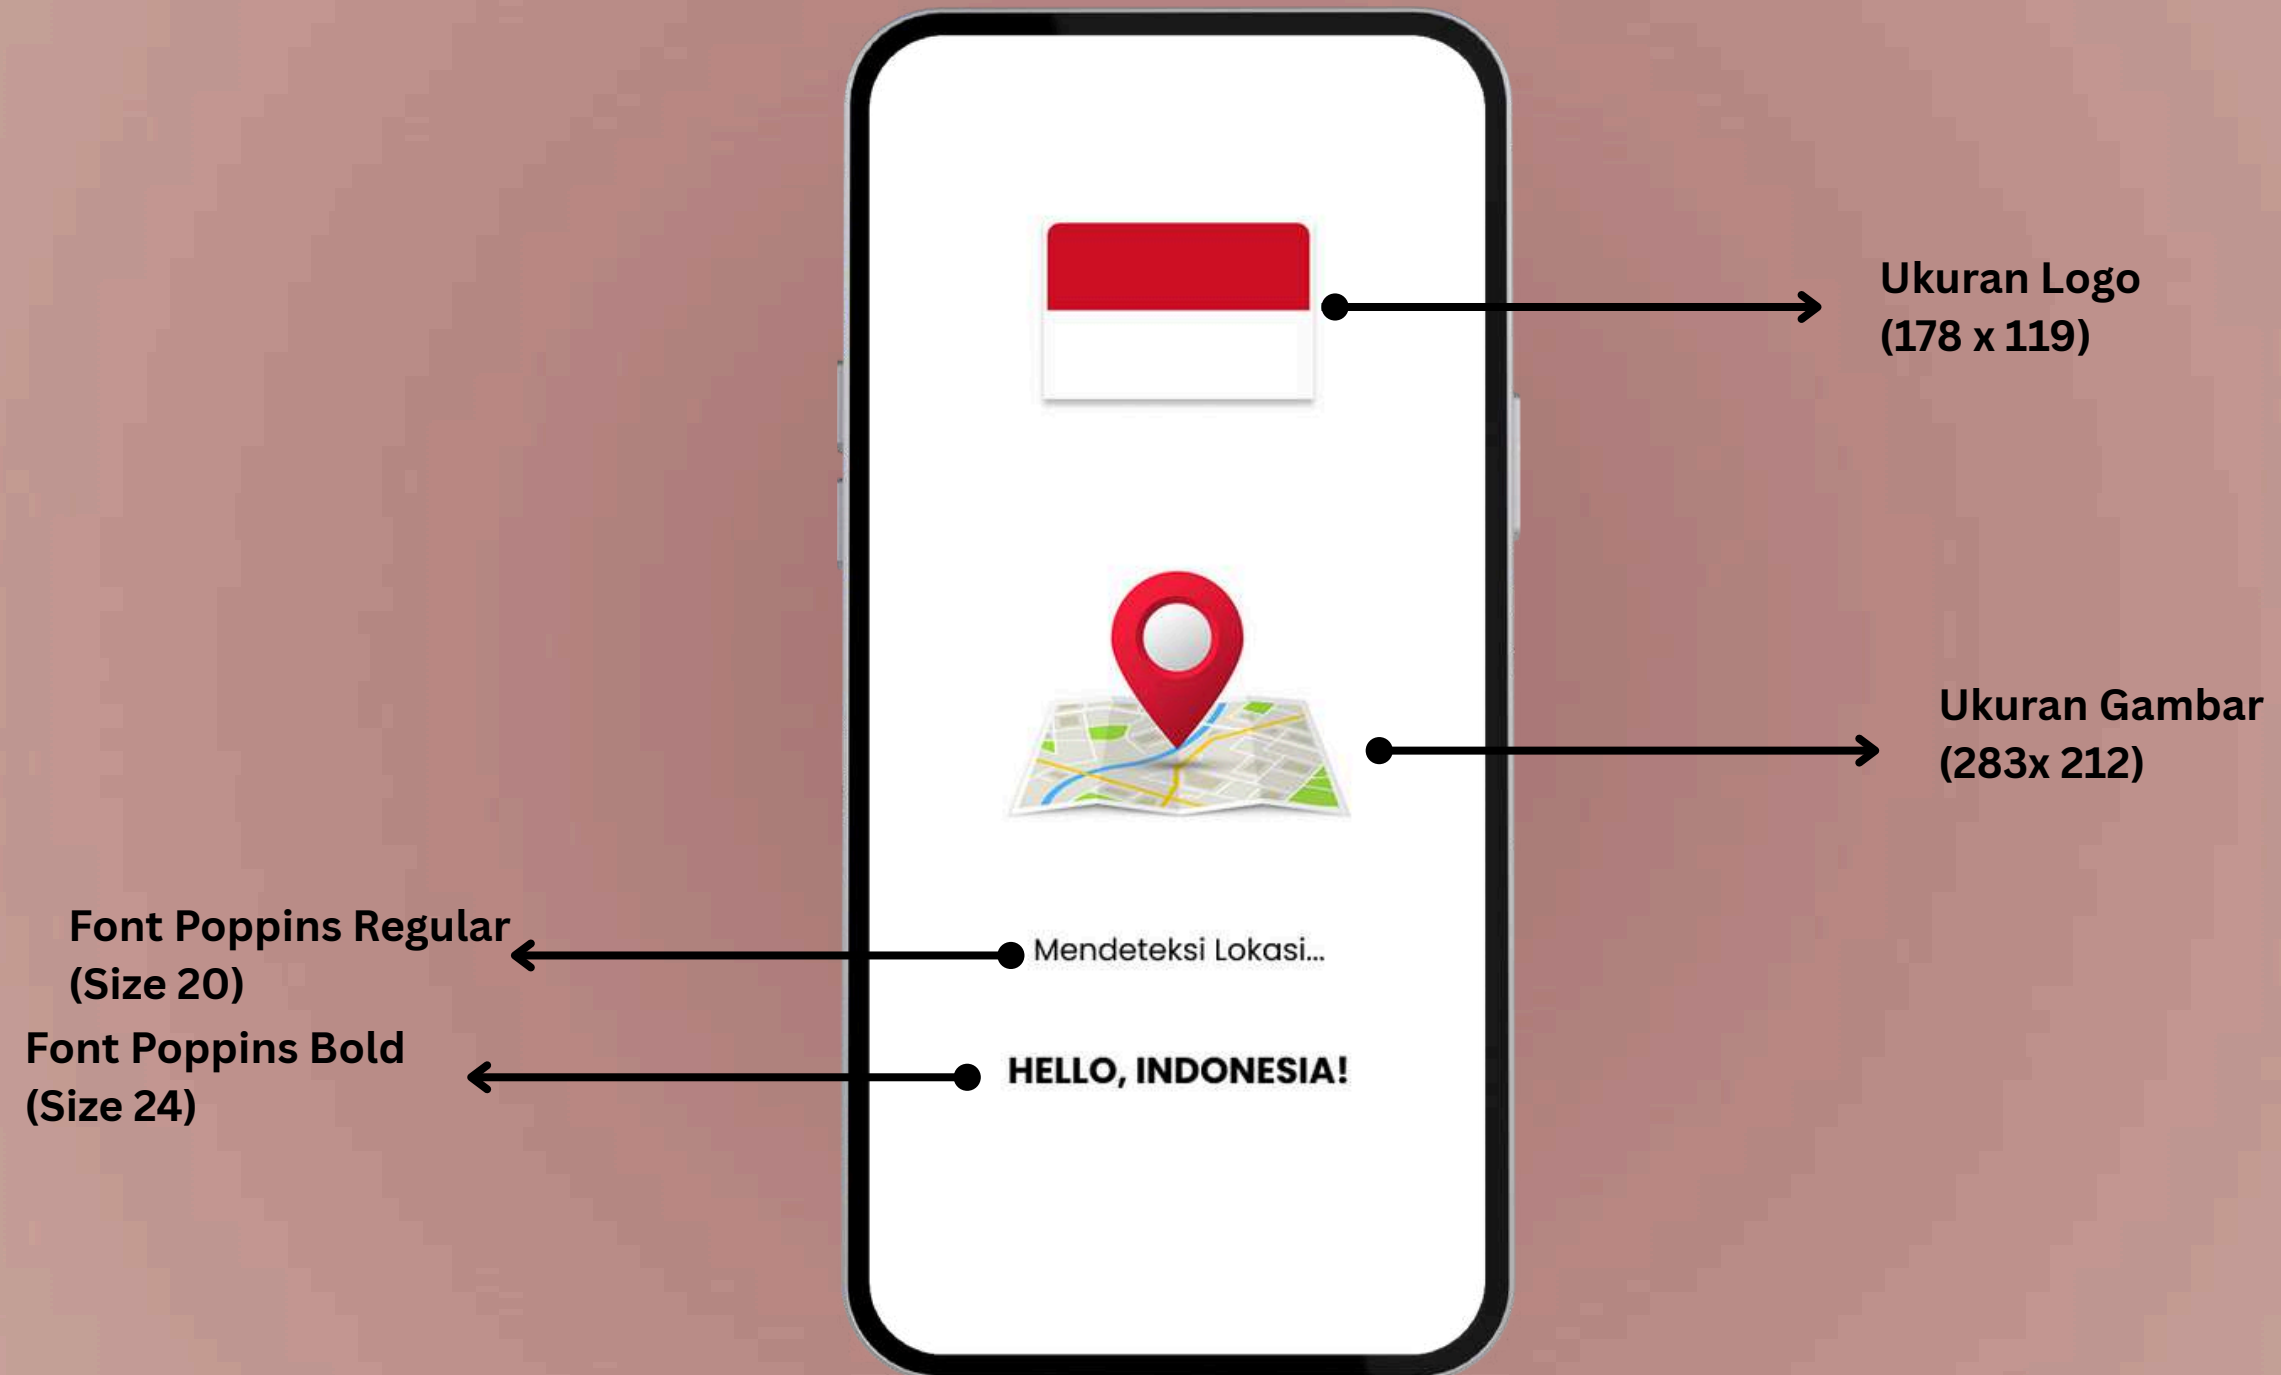 Ukuran Logo
(178 x 119)
Ukuran Gambar
(283x 212)
Font Poppins Regular
(Size 20)
Mendeteksi Lokasi...
Font Poppins Bold
(Size 24)
HELLO, INDONESIA!